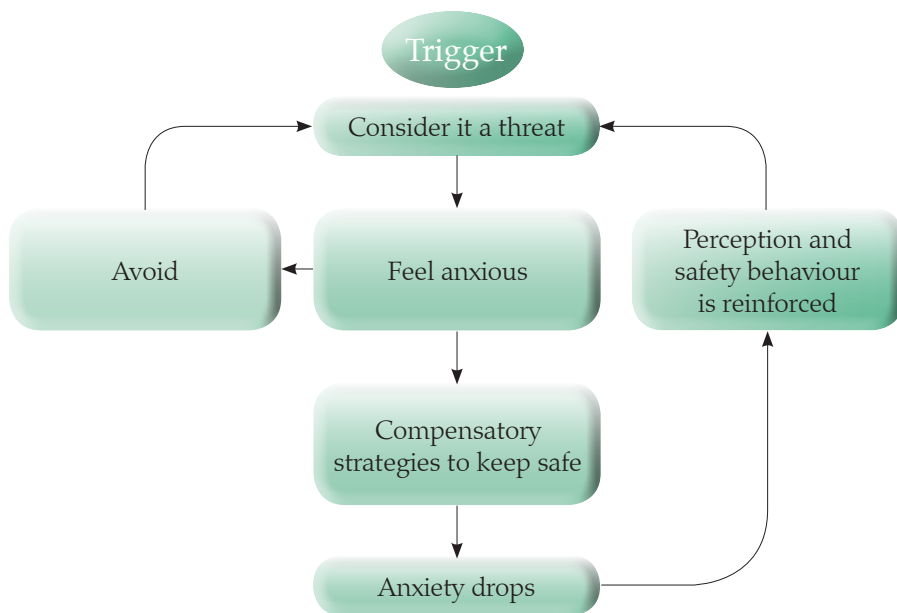 Trigger
Consider it a threat
Avoid
Feel anxious
Perception and
safety behaviour
is reinforced
Compensatory
strategies to keep safe
Anxiety drops